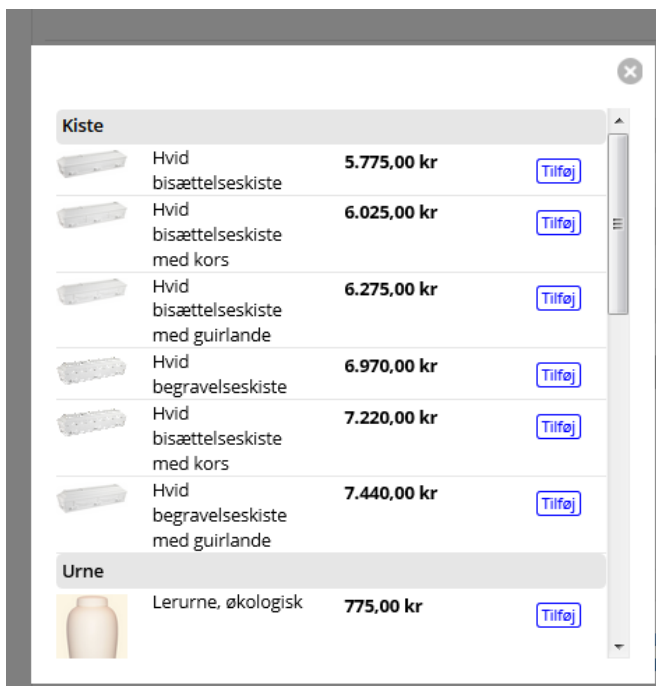 Kiste
Hvid
bisættelseskiste
5.775,00 kr
Tilføj
Hvid
bisættelseskiste
med kors
6.025,00 kr
Tilføj
Hvid
bisættelseskiste
med guirlande
6.275,00 kr
Tilføj
Hvid
begravelseskiste
6.970,00 kr
Tilføj
Hvid
bisættelseskiste
med kors
7.220,00 kr
Tilføj
Hvid
begravelseskiste
med guirlande
7.440,00 kr
Tilføj
Urne
Lerurne, økologisk
775,00 kr
Tilføj